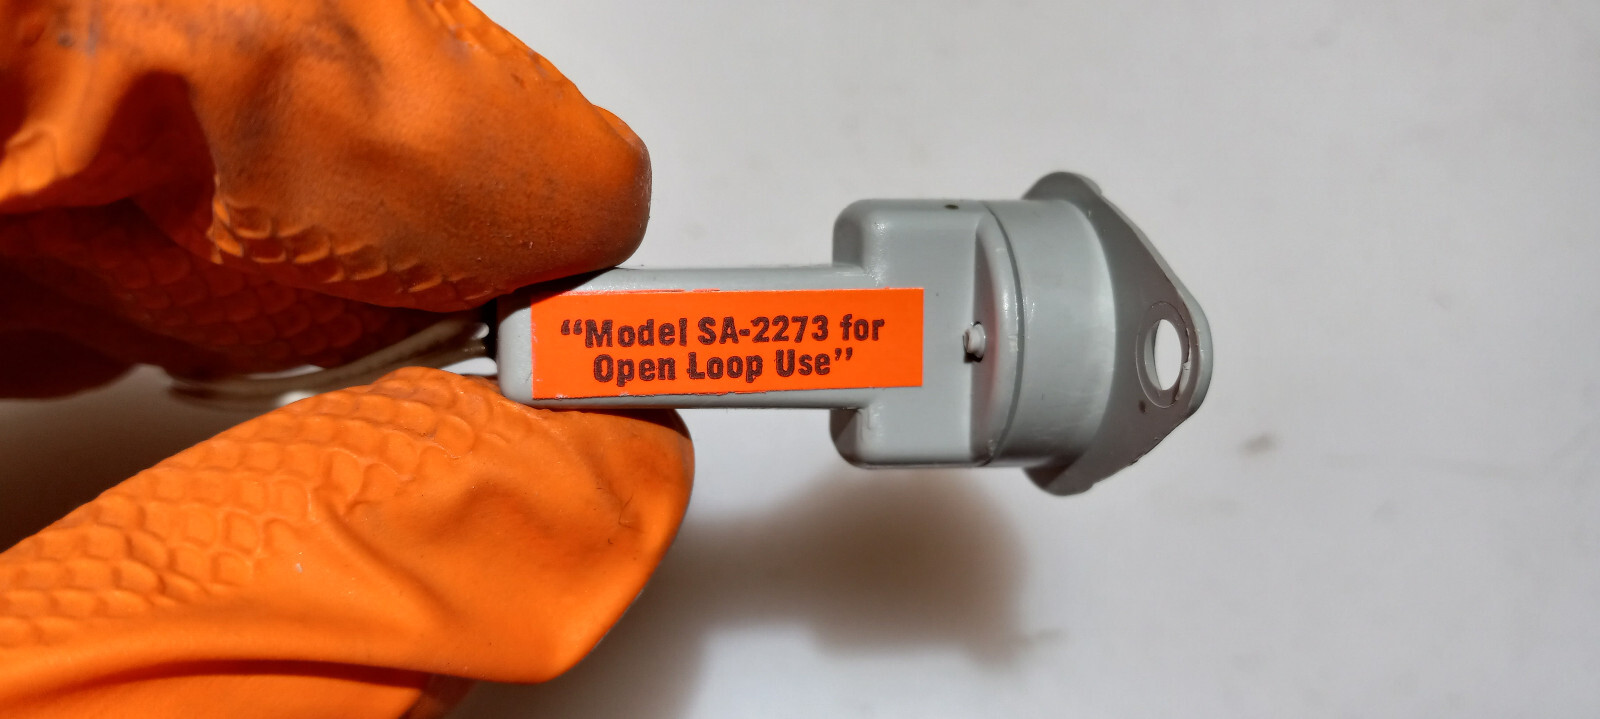 “Model SA-2273 for
Open Loop Use”